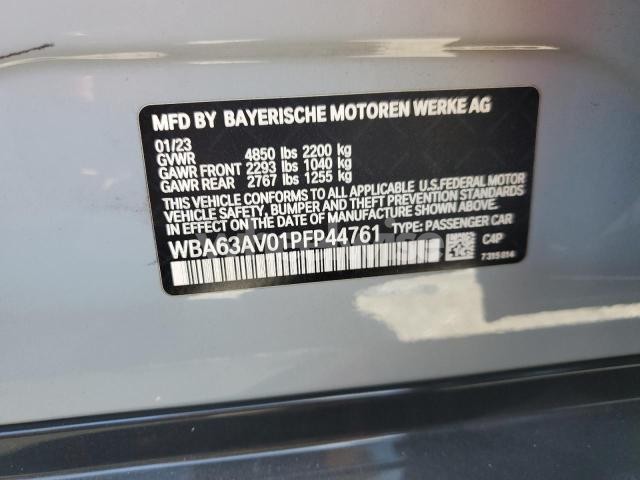 MFD BY BAYERISCHE MOTOREN WERKE AG
01/23
GVWR 4850 lbs 2200 kg
GAWR FRONT 2293 lbs 1040 kg
GAWR REAR 2767 lbs 1255 kg
THIS VEHICLE CONFORMS TO ALL APPLICABLE U.S.FEDERAL MOTOR
VEHICLE SAFETY, BUMPER, AND THEFT PREVENTION STANDARDS
IN EFFECT ON THE DATE OF MANUFACTURE SHOWN ABOVE.
WBA63AV01PFP44761 TYPE: PASSENGER CAR
C4P
7315014